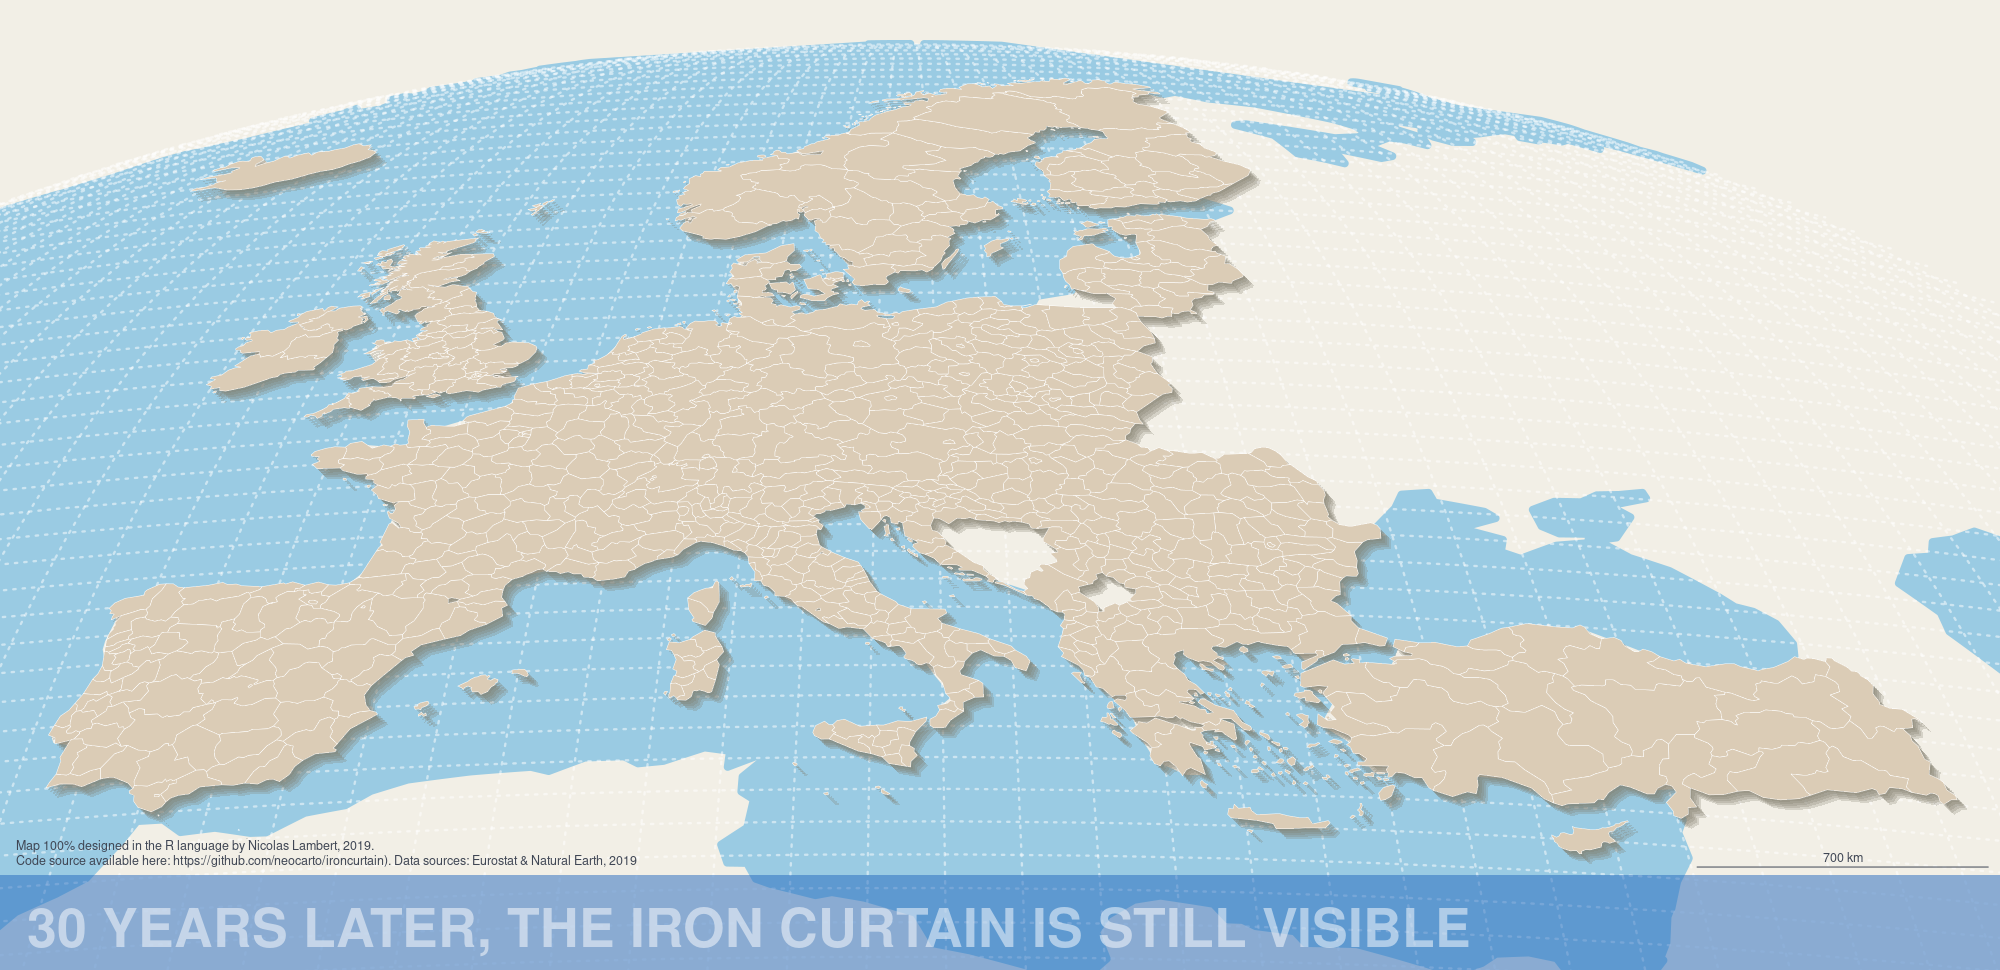 Map 100% designed in the R language by Nicolas Lambert, 2019.
Code source available here: https://github.com/neocarto/ironcurtain). Data sources: Eurostat & Natural Earth, 2019
700 km
30 YEARS LATER, THE IRON CURTAIN IS STILL VISIBLE